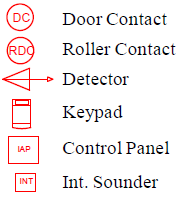 DC Door Contact
RDC Roller Contact
Detector
Keypad
IAP Control Panel
INT Int. Sounder